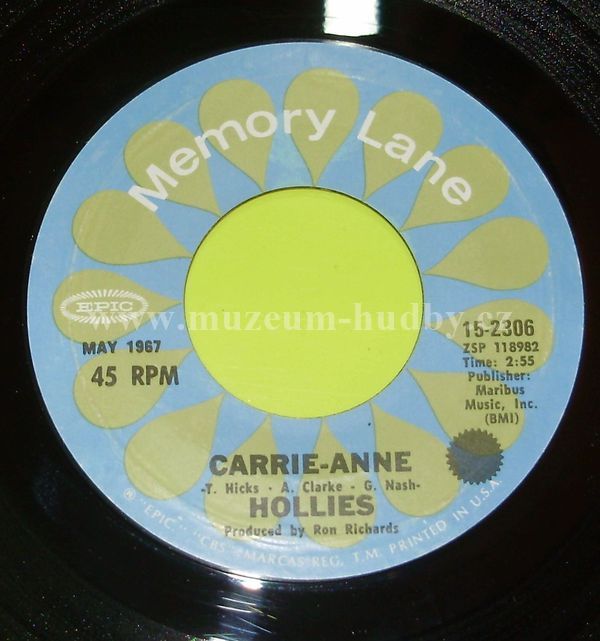 Memory Lane
EPIC
MAY 1967
45 RPM
15-2306
ZSP 118982
Time: 2:55
Publisher:
Maribus
Music, Inc.
(BMI)
www.muzeum-hudby.cz
CARRIE-ANNE
-T. Hicks - A. Clarke - G. Nash-
HOLLIES
Produced by Ron Richards
® "EPIC", "CBS" MARCAS REG. T.M. PRINTED IN U.S.A.